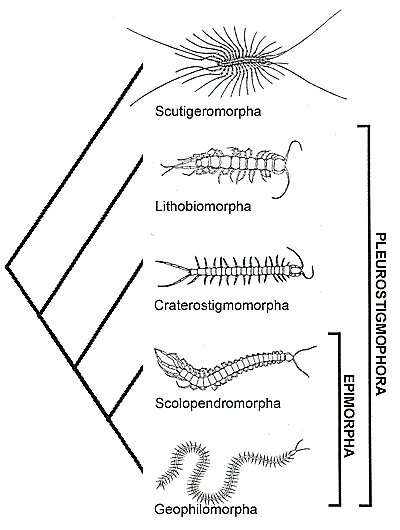 Scutigeromorpha
Lithobiomorpha
Craterostigmomorpha
Scolopendromorpha
Geophilomorpha
EPIMORPHA
PLEUROSTIGMOPHORA